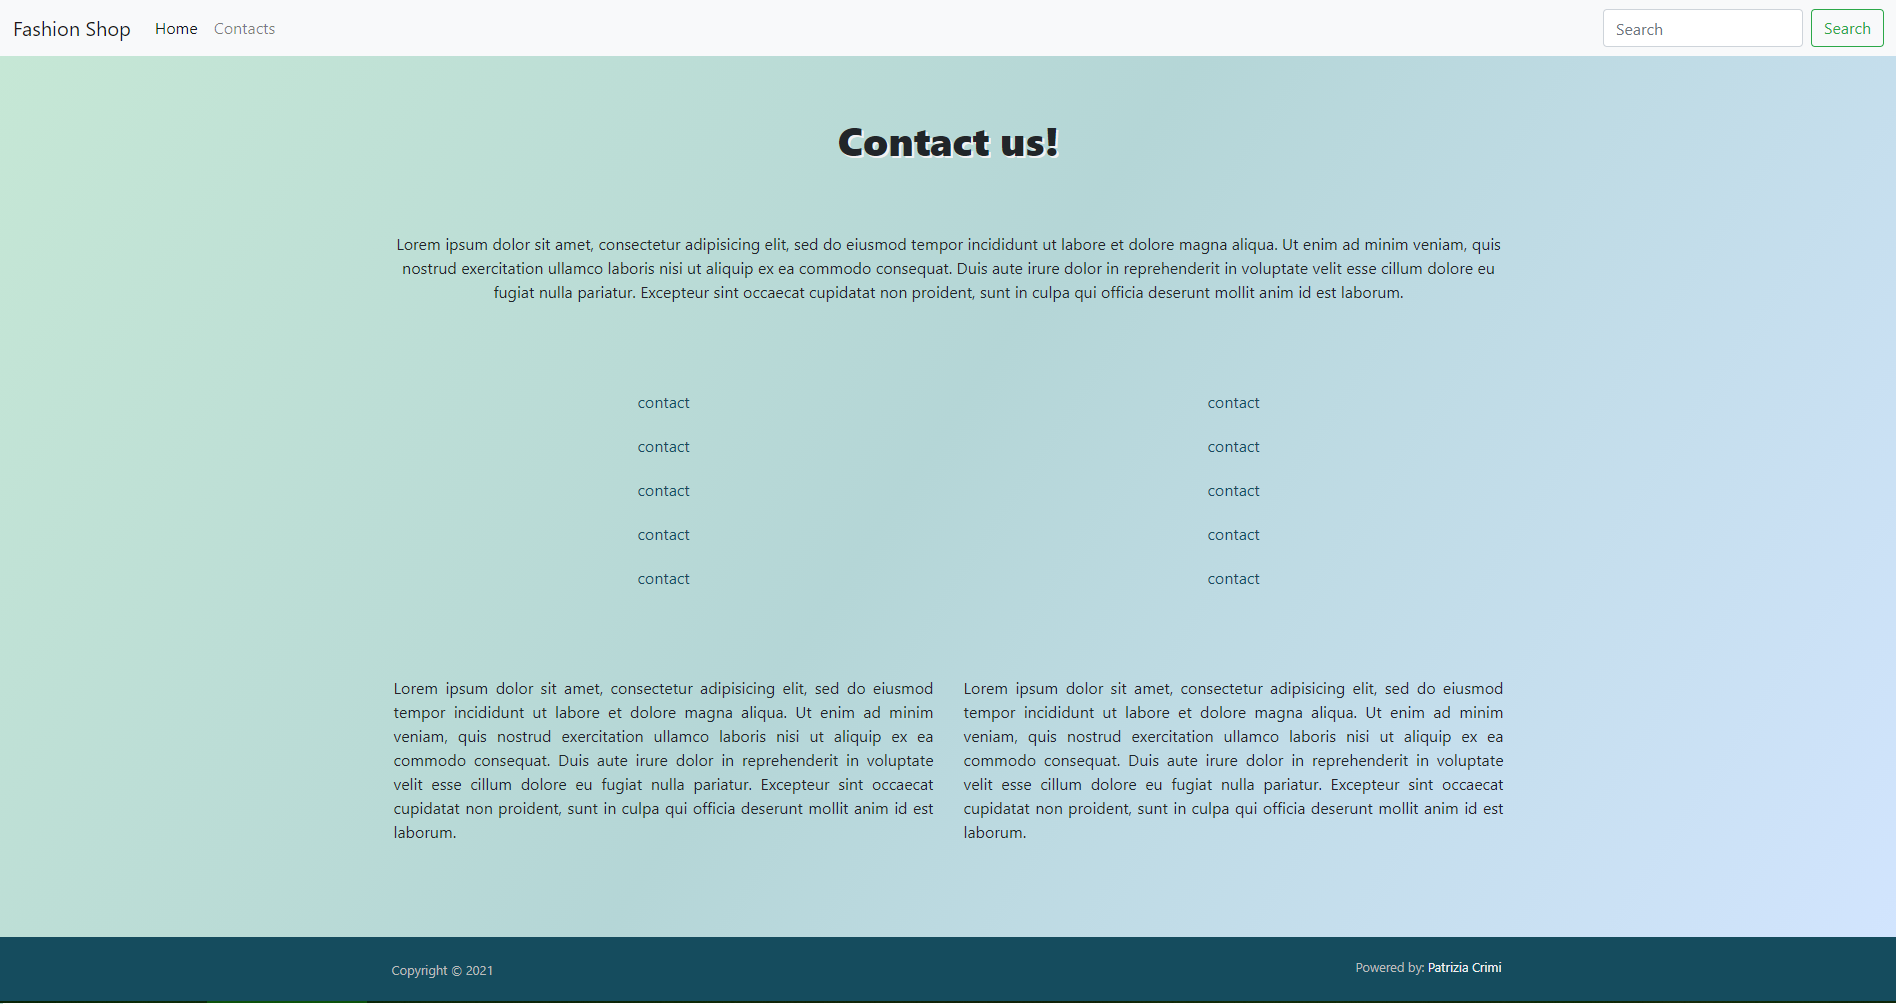 Fashion Shop Home Contacts Search Search
Contact us!
Lorem ipsum dolor sit amet, consectetur adipisicing elit, sed do eiusmod tempor incididunt ut labore et dolore magna aliqua. Ut enim ad minim veniam, quis
nostrud exercitation ullamco laboris nisi ut aliquip ex ea commodo consequat. Duis aute irure dolor in reprehenderit in voluptate velit esse cillum dolore eu
fugiat nulla pariatur. Excepteur sint occaecat cupidatat non proident, sunt in culpa qui officia deserunt mollit anim id est laborum.
contact
contact
contact
contact
contact
contact
contact
contact
contact
contact
Lorem ipsum dolor sit amet, consectetur adipisicing elit, sed do eiusmod
tempor incididunt ut labore et dolore magna aliqua. Ut enim ad minim
veniam, quis nostrud exercitation ullamco laboris nisi ut aliquip ex ea
commodo consequat. Duis aute irure dolor in reprehenderit in voluptate
velit esse cillum dolore eu fugiat nulla pariatur. Excepteur sint occaecat
cupidatat non proident, sunt in culpa qui officia deserunt mollit anim id est
laborum.
Lorem ipsum dolor sit amet, consectetur adipisicing elit, sed do eiusmod
tempor incididunt ut labore et dolore magna aliqua. Ut enim ad minim
veniam, quis nostrud exercitation ullamco laboris nisi ut aliquip ex ea
commodo consequat. Duis aute irure dolor in reprehenderit in voluptate
velit esse cillum dolore eu fugiat nulla pariatur. Excepteur sint occaecat
cupidatat non proident, sunt in culpa qui officia deserunt mollit anim id est
laborum.
Copyright © 2021
Powered by: Patrizia Crimi